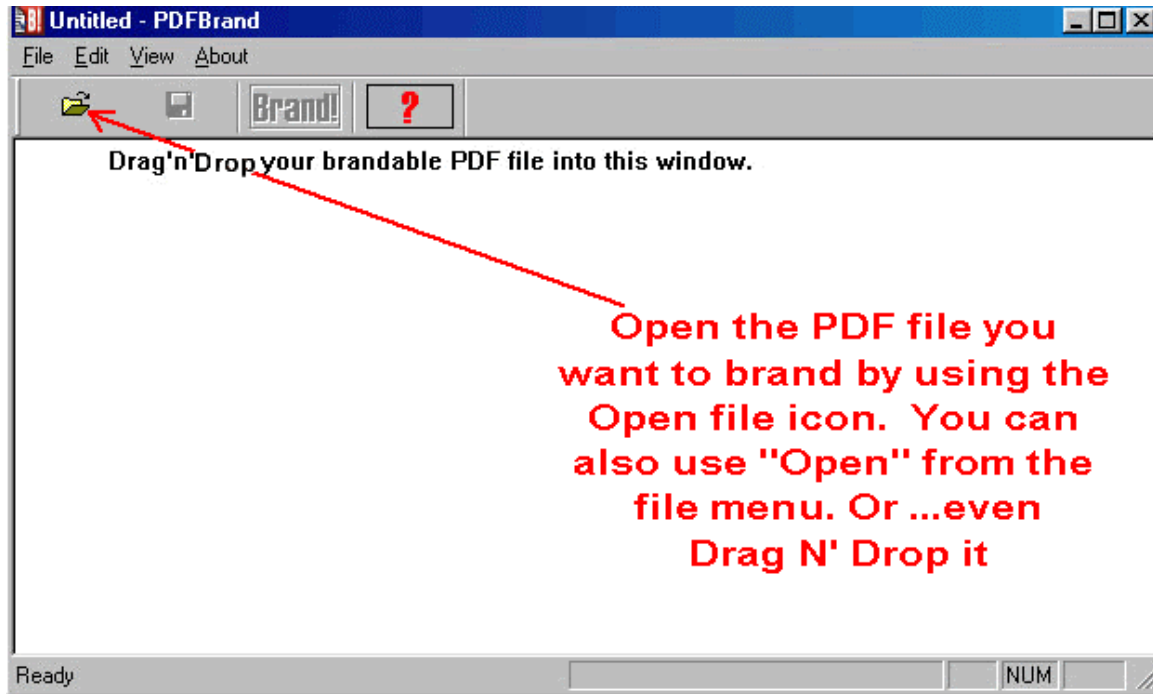 B! Untitled - PDFBrand
File Edit View About
Brand! ?
Drag'n'Drop your brandable PDF file into this window.
Open the PDF file you
want to brand by using the
Open file icon.  You can
also use "Open" from the
file menu. Or ...even
Drag N' Drop it
Ready NUM